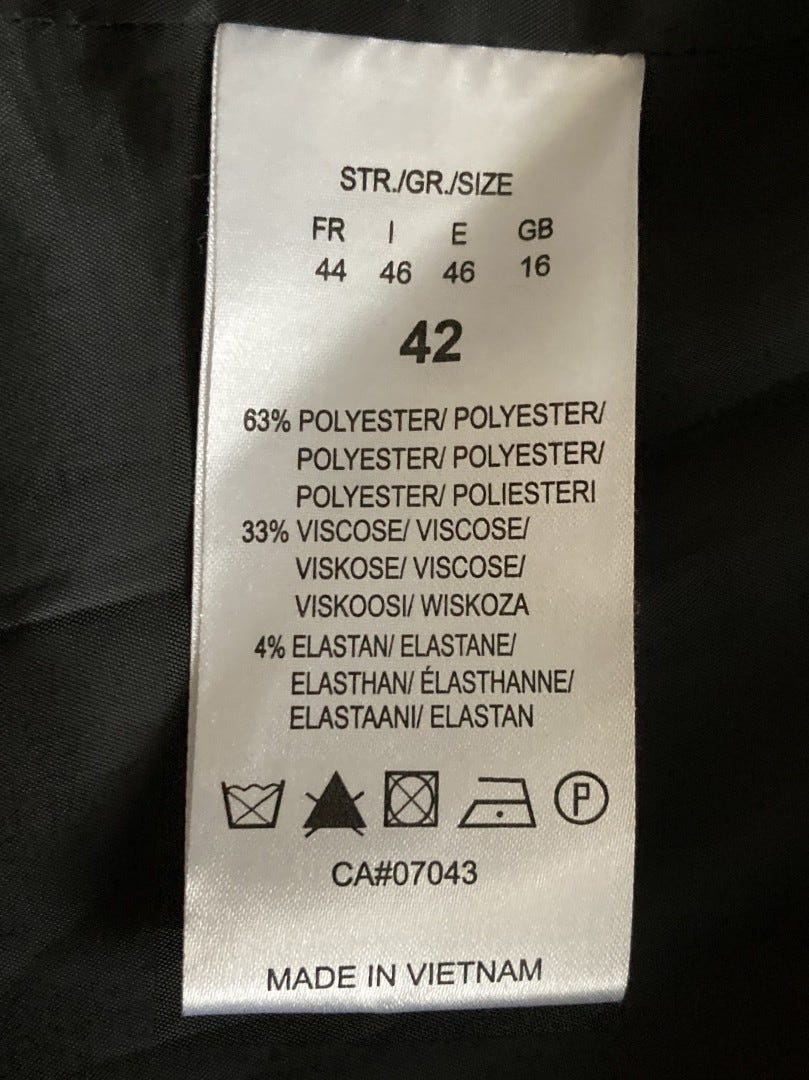 STR./GR./SIZE
FR I E GB
44 46 46 16
42
63% POLYESTER/ POLYESTER/
POLYESTER/ POLYESTER/
POLYESTER/ POLIESTERI
33% VISCOSE/ VISCOSE/
VISKOSE/ VISCOSE/
VISKOOSI/ WISKOZA
4% ELASTAN/ ELASTANE/
ELASTHAN/ ÉLASTHANNE/
ELASTAANI/ ELASTAN
P
CA#07043
MADE IN VIETNAM